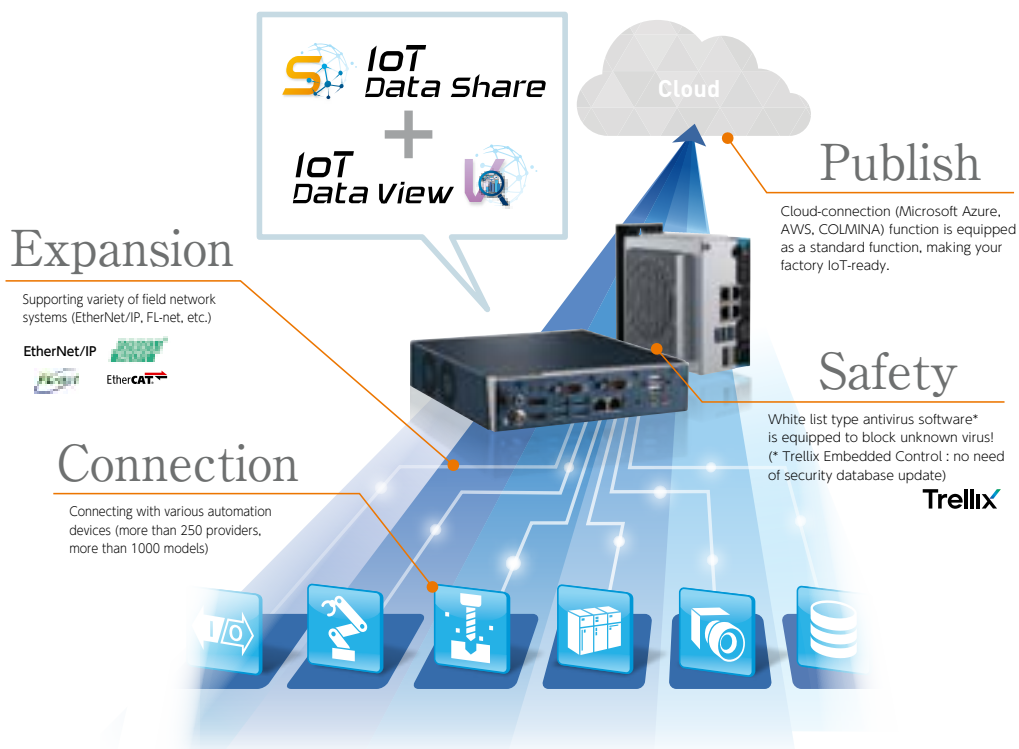 IoT
Data Share
+
IoT
Data View
Cloud
Publish
Cloud-connection (Microsoft Azure,
AWS, COLMINA) function is equipped
as a standard function, making your
factory IoT-ready.
Expansion
Supporting variety of field network
systems (EtherNet/IP, FL-net, etc.)
EtherNet/IP
EtherCAT
Safety
White list type antivirus software*
is equipped to block unknown virus!
(* Trellix Embedded Control : no need
of security database update)
Trellix
Connection
Connecting with various automation
devices (more than 250 providers,
more than 1000 models)
I/O